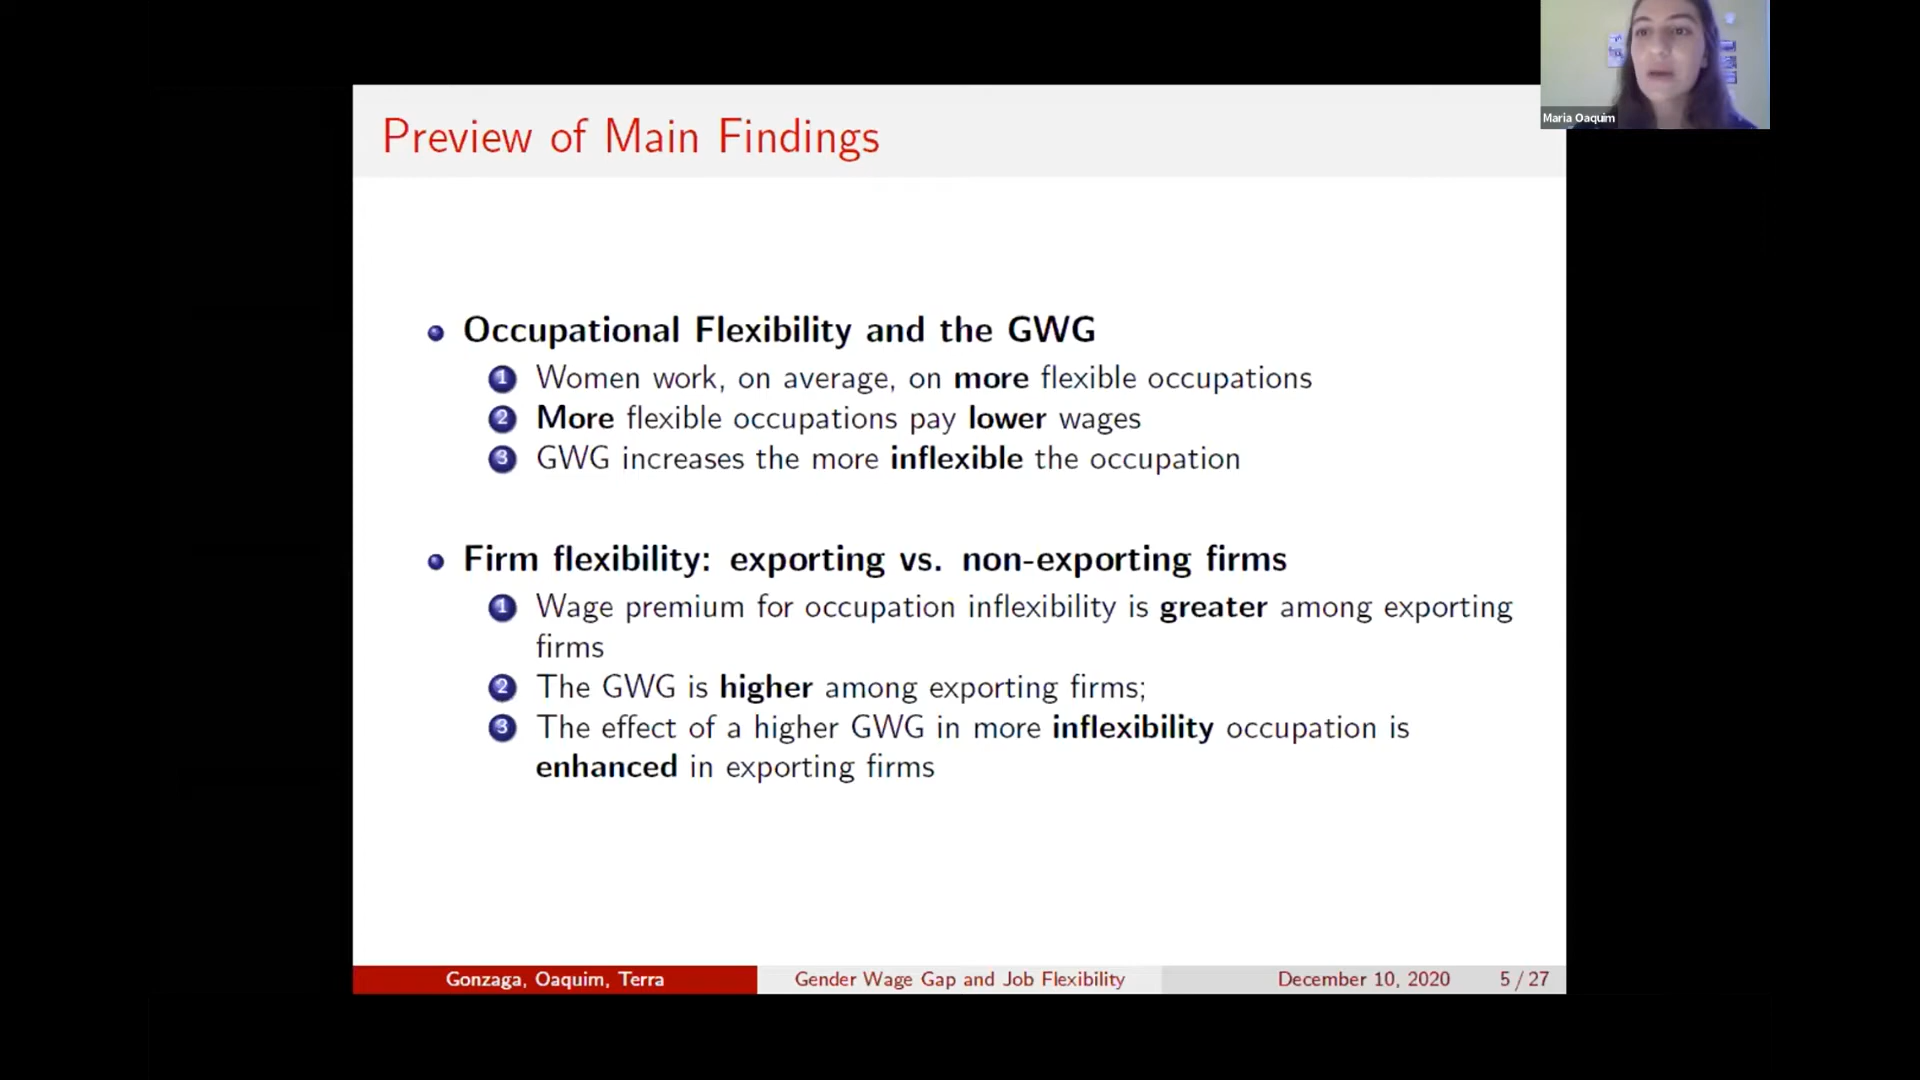 Maria Oaquim
Preview of Main Findings
Occupational Flexibility and the GWG
1 Women work, on average, on more flexible occupations
2 More flexible occupations pay lower wages
3 GWG increases the more inflexible the occupation
Firm flexibility: exporting vs. non-exporting firms
1 Wage premium for occupation inflexibility is greater among exporting
firms
2 The GWG is higher among exporting firms;
3 The effect of a higher GWG in more inflexibility occupation is
enhanced in exporting firms
Gonzaga, Oaquim, Terra Gender Wage Gap and Job Flexibility December 10, 2020 5 / 27